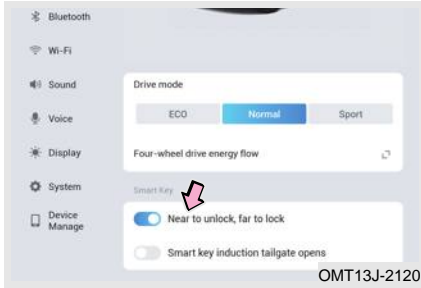 Bluetooth
Wi-Fi
Sound
Voice
Display
System
Device
Manage
Drive mode
ECO
Normal
Sport
Four-wheel drive energy flow
Smart Key
Near to unlock, far to lock
Smart key induction tailgate opens
OMT13J-2120